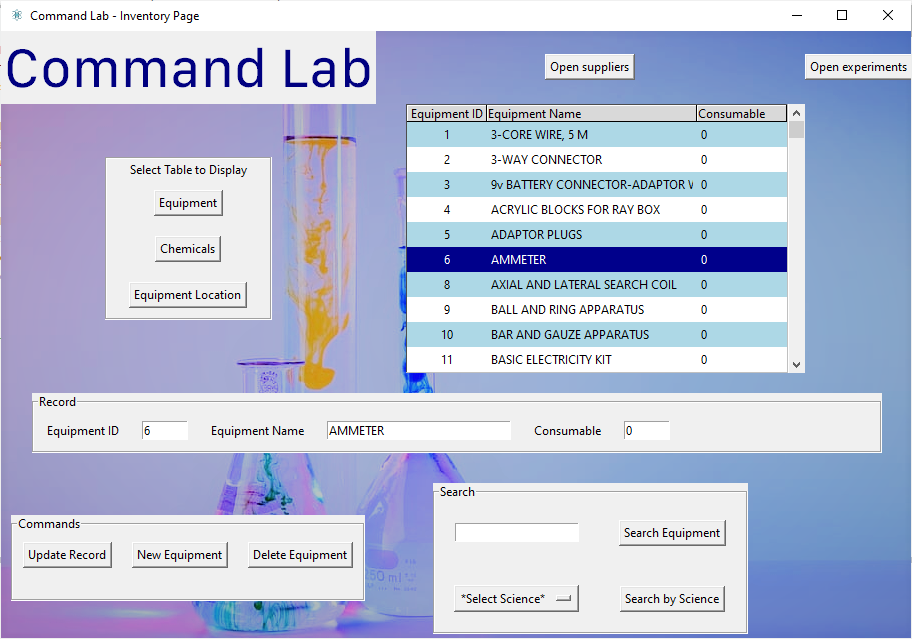 Command Lab - Inventory Page
Command Lab
Open suppliers
Open experiments
Equipment ID Equipment Name Consumable
1 3-CORE WIRE, 5 M 0
2 3-WAY CONNECTOR 0
3 9v BATTERY CONNECTOR-ADAPTOR 0
4 ACRYLIC BLOCKS FOR RAY BOX 0
5 ADAPTOR PLUGS 0
6 AMMETER 0
8 AXIAL AND LATERAL SEARCH COIL 0
9 BALL AND RING APPARATUS 0
10 BAR AND GAUZE APPARATUS 0
11 BASIC ELECTRICITY KIT 0
Select Table to Display
Equipment
Chemicals
Equipment Location
Record
Equipment ID 6 Equipment Name AMMETER Consumable 0
Commands
Update Record New Equipment Delete Equipment
Search
Search Equipment
*Select Science* Search by Science